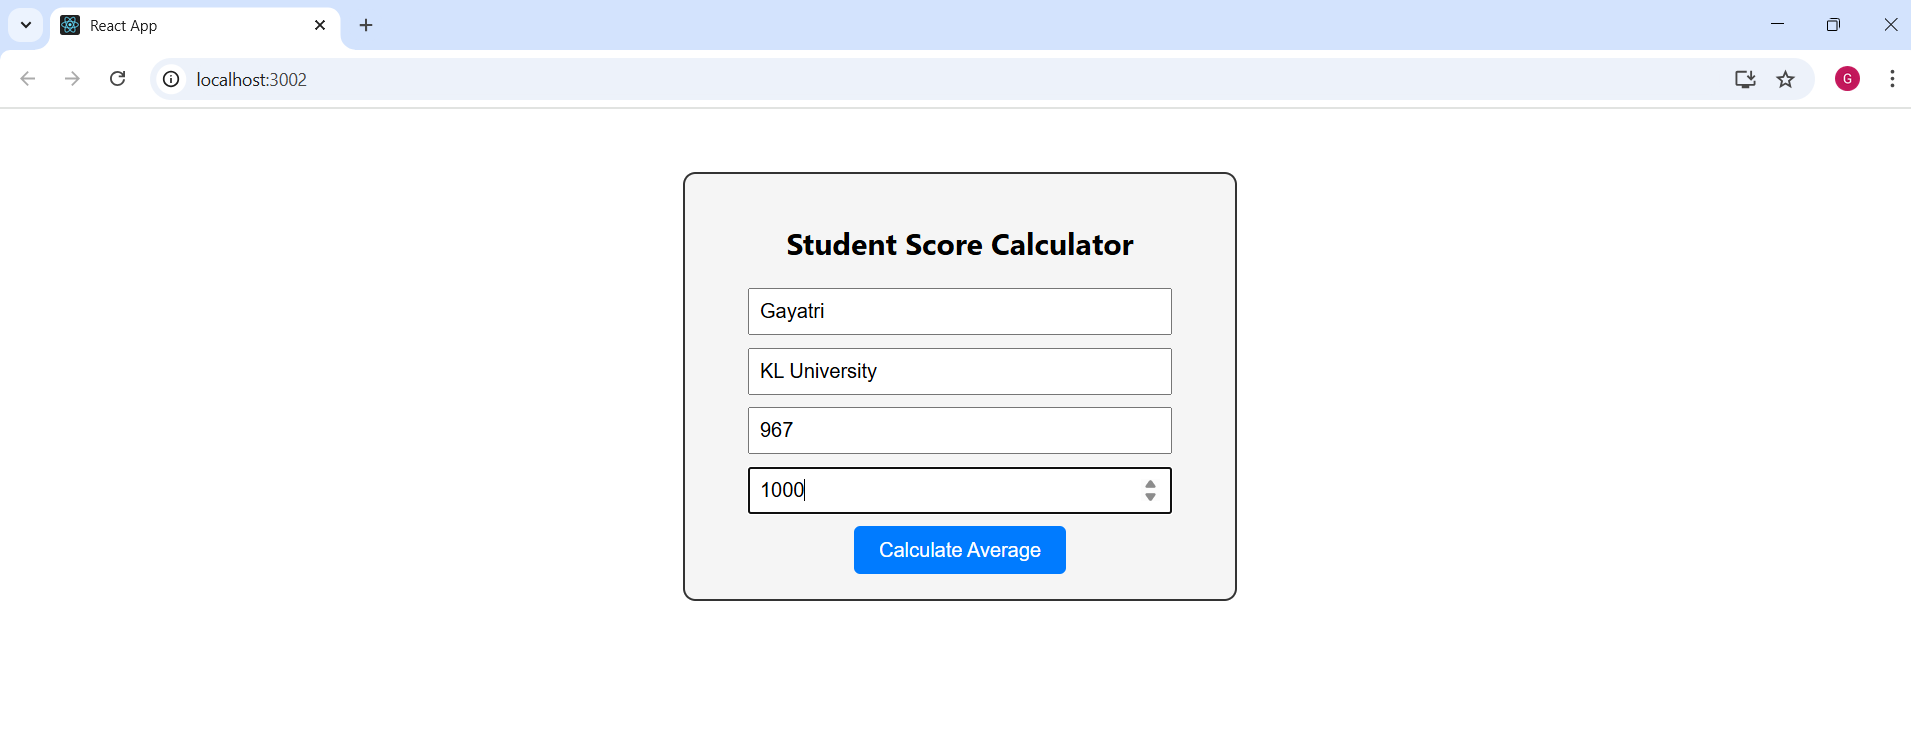 React App
localhost:3002
G
Student Score Calculator
Gayatri
KL University
967
1000
Calculate Average